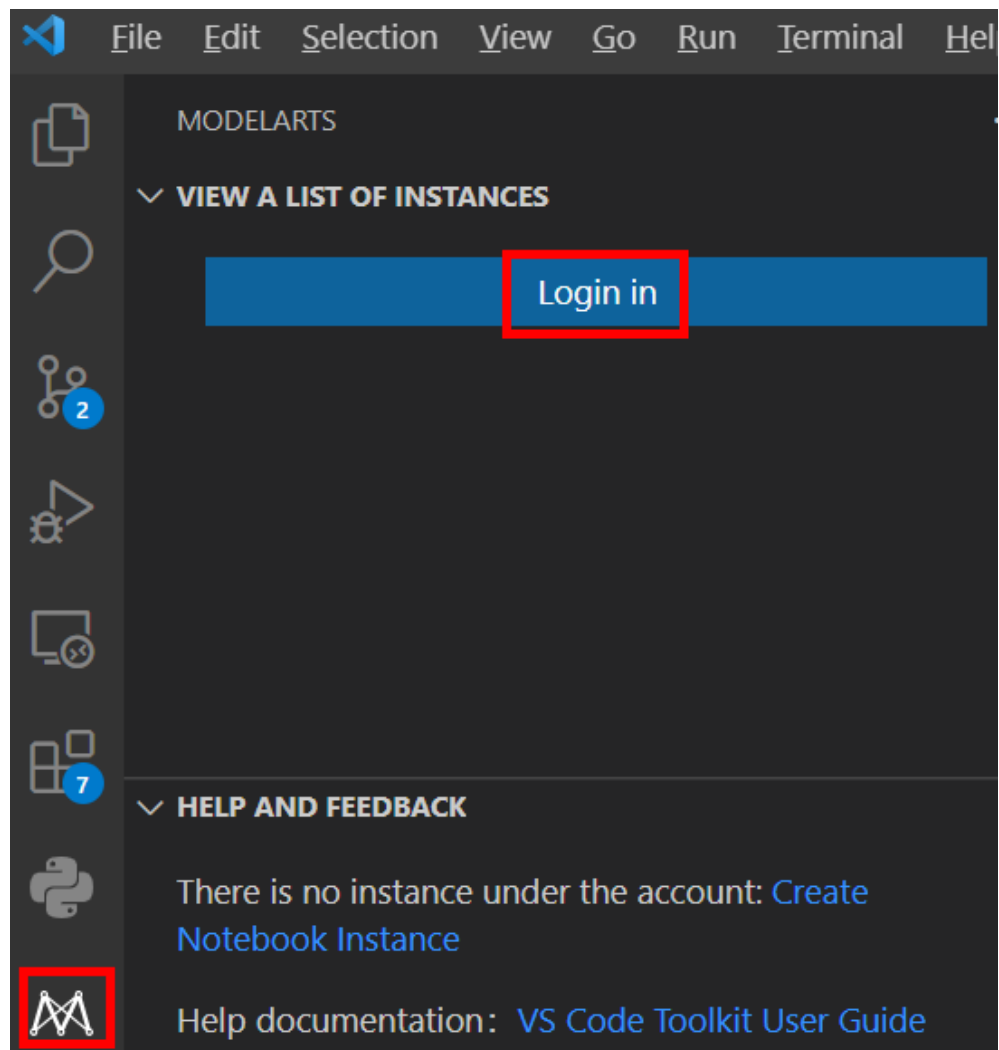 File Edit Selection View Go Run Terminal
MODELARTS
VIEW A LIST OF INSTANCES
Login in
2
7
HELP AND FEEDBACK
There is no instance under the account: Create
Notebook Instance
Help documentation: VS Code Toolkit User Guide